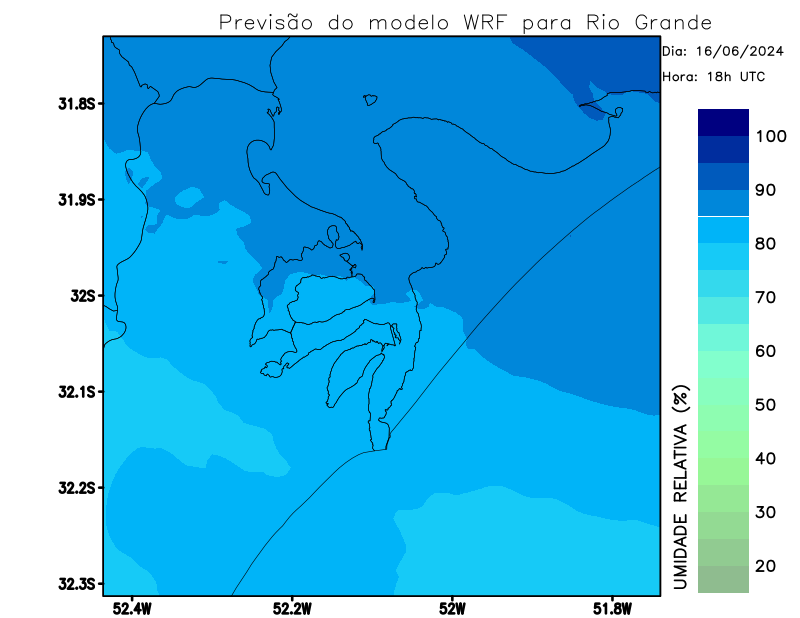 Previsão do modelo WRF para Rio Grande
Dia: 16/06/2024
Hora: 18h UTC
31.8S
31.9S
32S
32.1S
32.2S
32.3S
52.4W
52.2W
52W
51.8W
UMIDADE RELATIVA (%)
100
90
80
70
60
50
40
30
20